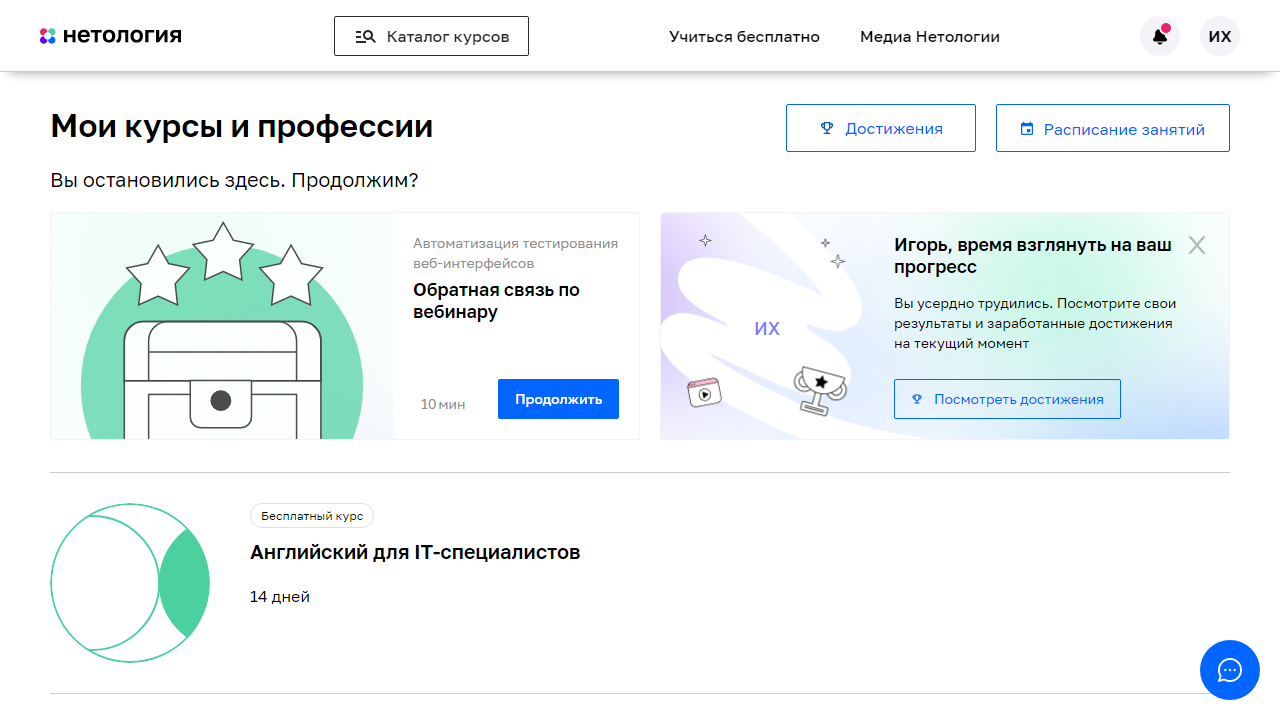 нетология
Каталог курсов
Учиться бесплатно
Медиа Нетологии
ИХ
Мои курсы и профессии
Достижения
Расписание занятий
Вы остановились здесь. Продолжим?
Автоматизация тестирования
веб-интерфейсов
Обратная связь по
вебинару
10 мин
Продолжить
ИХ
Игорь, время взглянуть на ваш
прогресс
Вы усердно трудились. Посмотрите свои
результаты и заработанные достижения
на текущий момент
Посмотреть достижения
Бесплатный курс
Английский для IT-специалистов
14 дней